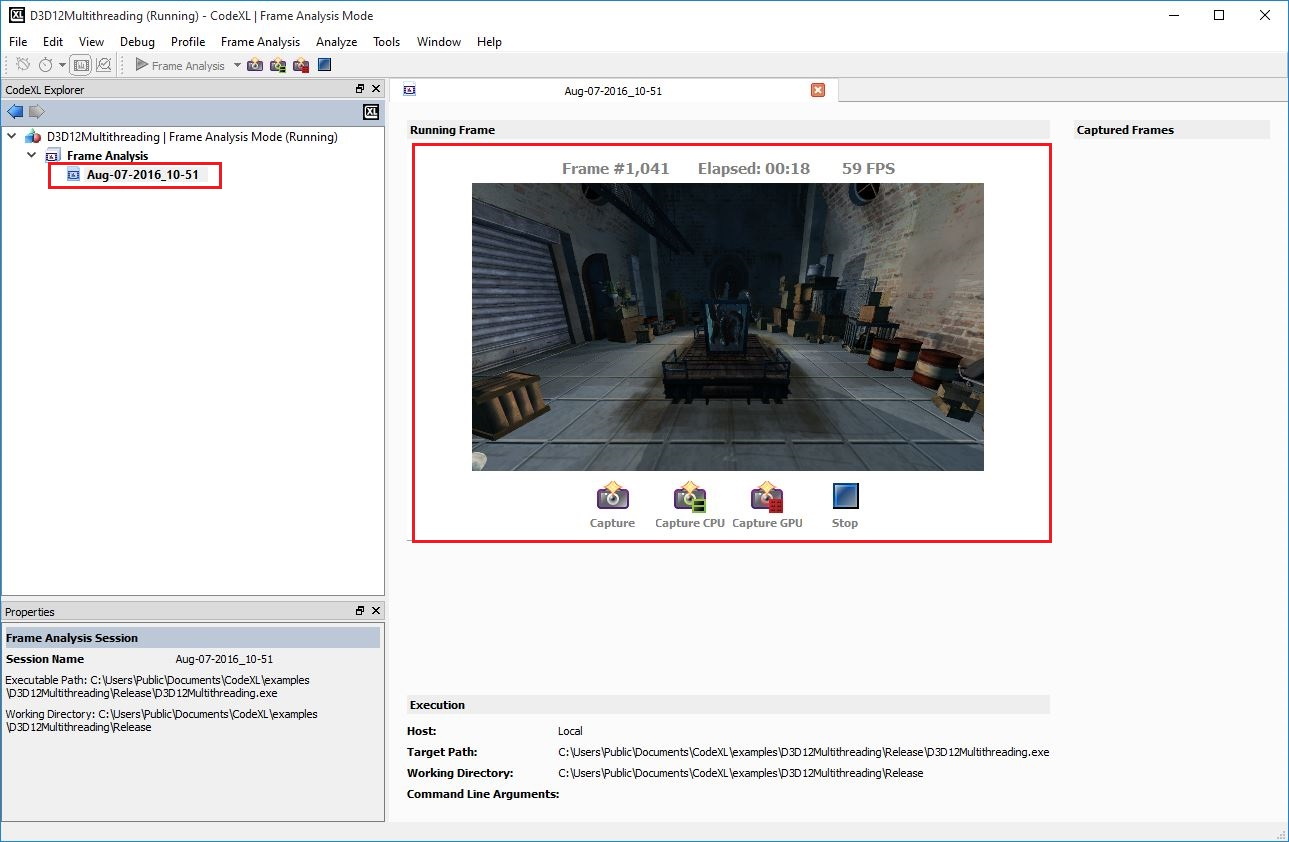 D3D12Multithreading (Running) - CodeXL | Frame Analysis Mode
File Edit View Debug Profile Frame Analysis Analyze Tools Window Help
Frame Analysis
CodeXL Explorer
XL
D3D12Multithreading | Frame Analysis Mode (Running)
Frame Analysis
Aug-07-2016_10-51
Properties
Frame Analysis Session
Session Name Aug-07-2016_10-51
Executable Path: C:\Users\Public\Documents\CodeXL\examples
\D3D12Multithreading\Release\D3D12Multithreading.exe
Working Directory: C:\Users\Public\Documents\CodeXL\examples
\D3D12Multithreading\Release
Aug-07-2016_10-51
Running Frame
Frame #1,041 Elapsed: 00:18 59 FPS
Capture Capture CPU Capture GPU Stop
Captured Frames
Execution
Host: Local
Target Path: C:\Users\Public\Documents\CodeXL\examples\D3D12Multithreading\Release\D3D12Multithreading.exe
Working Directory: C:\Users\Public\Documents\CodeXL\examples\D3D12Multithreading\Release
Command Line Arguments: